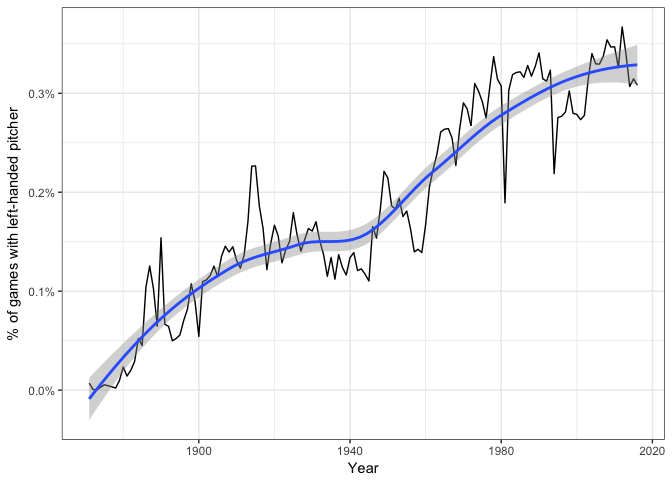 % of games with left-handed pitcher
0.3%
0.2%
0.1%
0.0%
1900 1940 1980 2020
Year